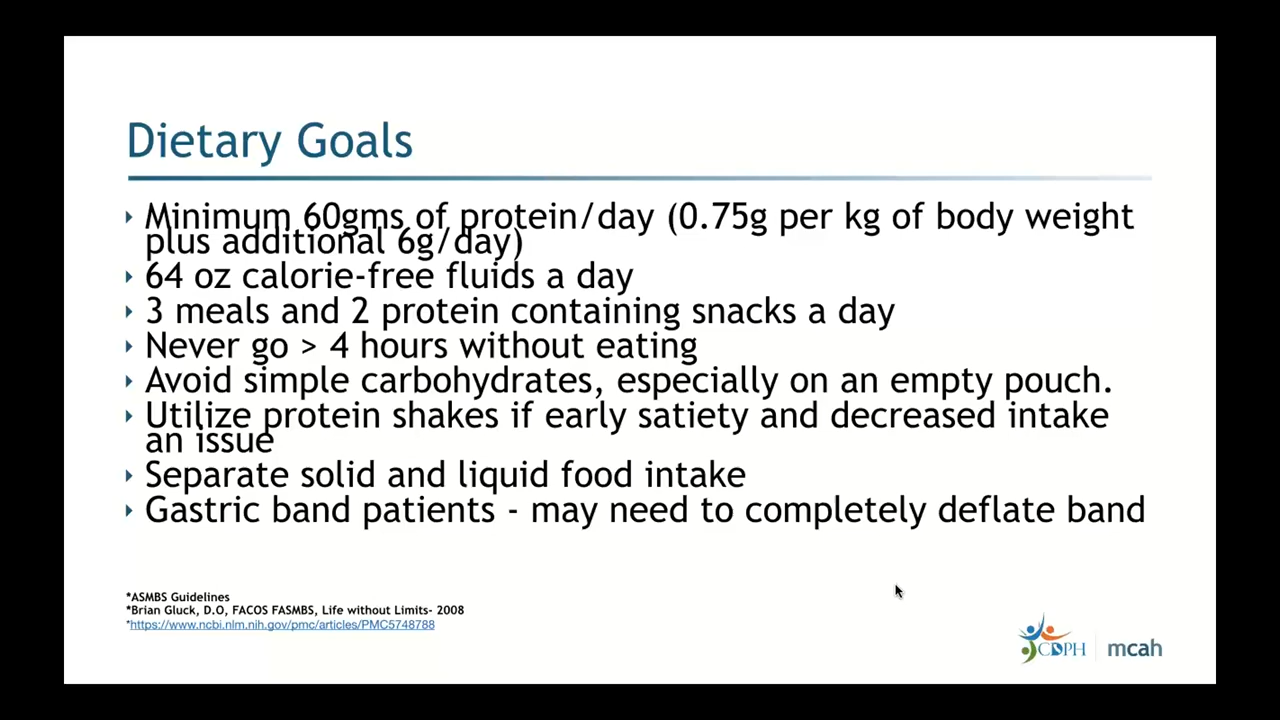 Dietary Goals
Minimum 60gms of protein/day (0.75g per kg of body weight
plus additional 6g/day)
64 oz calorie-free fluids a day
3 meals and 2 protein containing snacks a day
Never go > 4 hours without eating
Avoid simple carbohydrates, especially on an empty pouch.
Utilize protein shakes if early satiety and decreased intake
an issue
Separate solid and liquid food intake
Gastric band patients - may need to completely deflate band
*ASMBS Guidelines
*Brian Gluck, D.O, FACOS FASMBS, Life without Limits- 2008
*https://www.ncbi.nlm.nih.gov/pmc/articles/PMC5748788
CDPH mcah